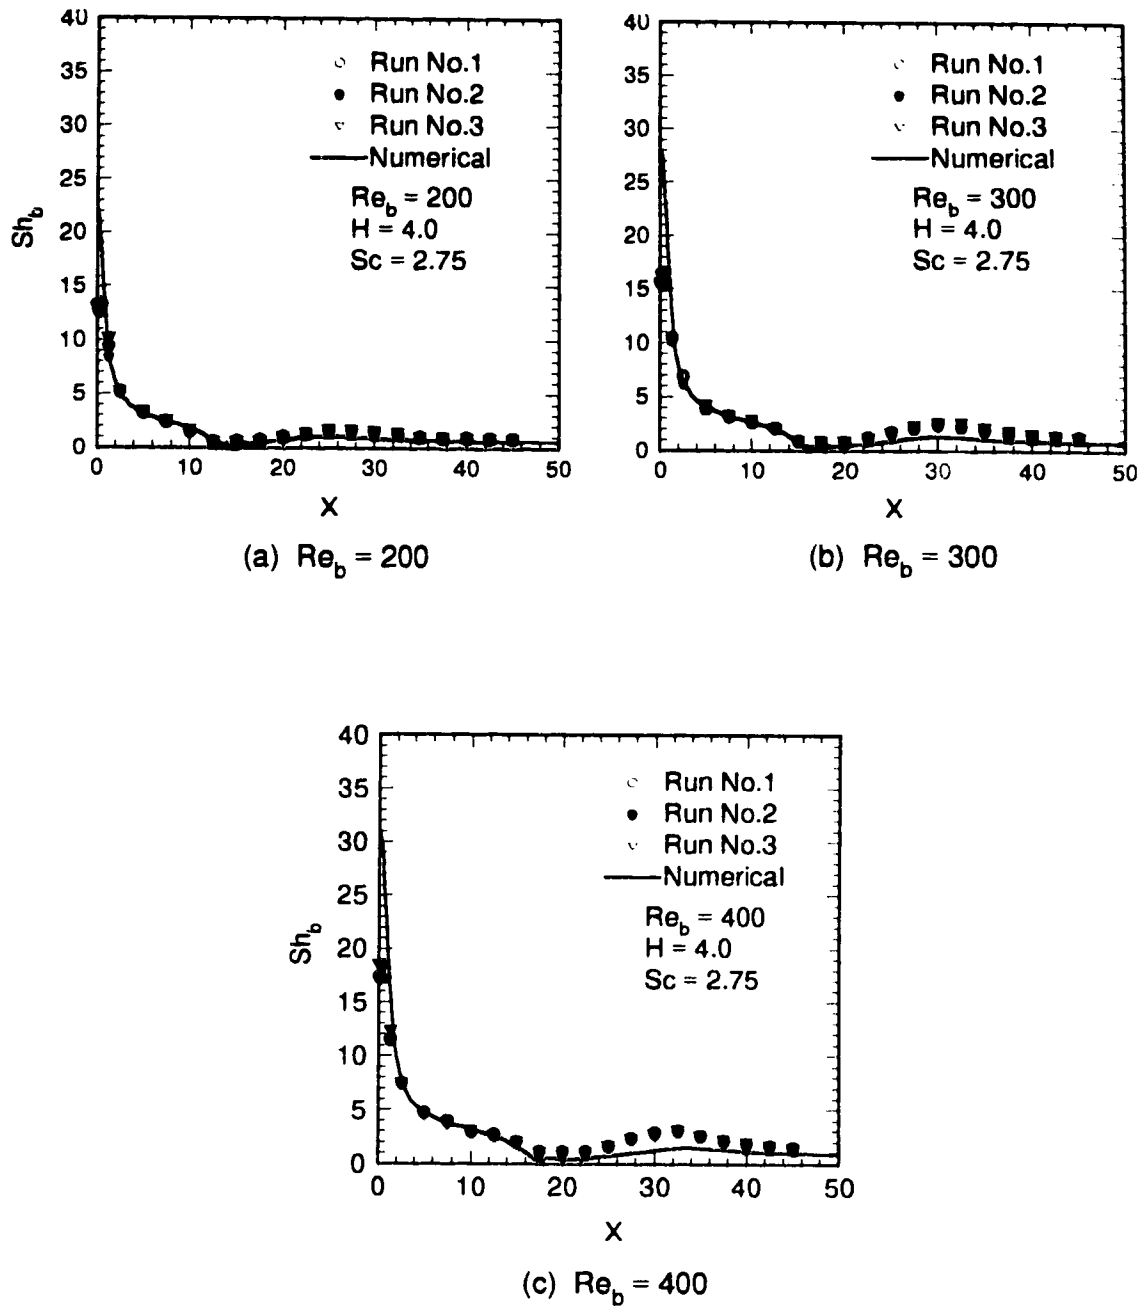 40
35
30
25
20
15
10
5
0
Sh_b
Run No.1
Run No.2
Run No.3
Numerical
Re_b = 200
H = 4.0
Sc = 2.75
0 10 20 30 40 50
X
(a) Re_b = 200
40
35
30
25
20
15
10
5
0
Run No.1
Run No.2
Run No.3
Numerical
Re_b = 300
H = 4.0
Sc = 2.75
0 10 20 30 40 50
X
(b) Re_b = 300
40
35
30
25
20
15
10
5
0
Sh_b
Run No.1
Run No.2
Run No.3
Numerical
Re_b = 400
H = 4.0
Sc = 2.75
0 10 20 30 40 50
X
(c) Re_b = 400